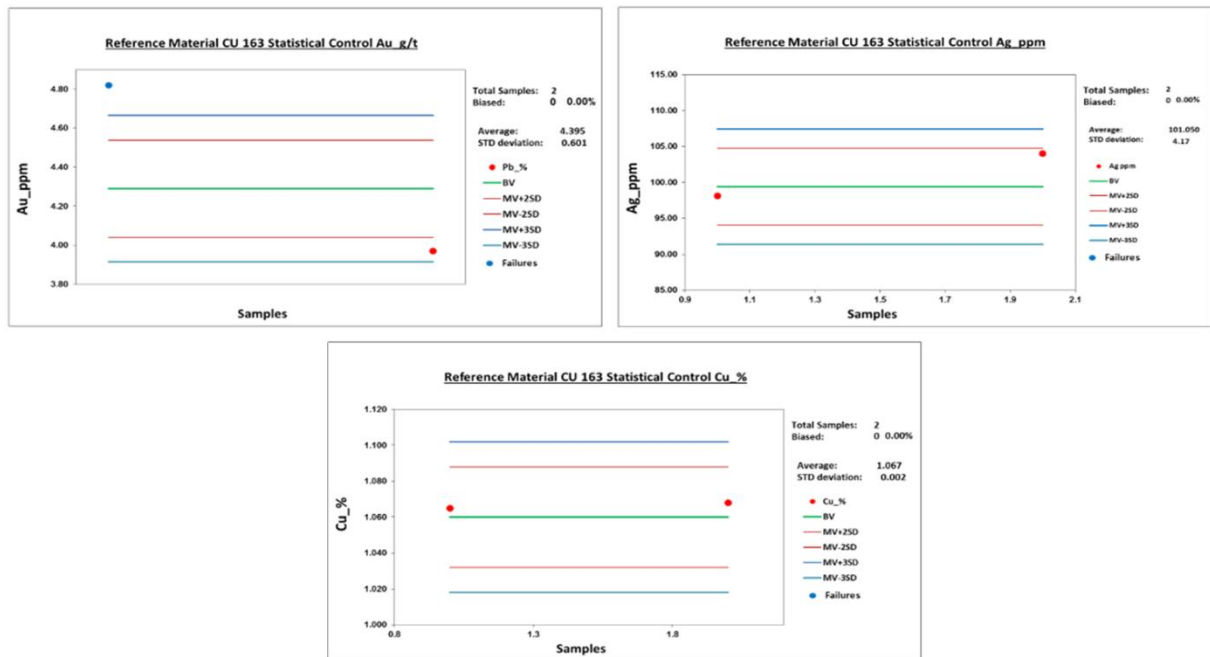 Reference Material CU 163 Statistical Control Au_g/t
Au_ppm
4.80
4.60
4.40
4.20
4.00
3.80
Samples
Total Samples: 2
Biased: 0 0.00%
Average: 4.395
STD deviation: 0.601
Pb_%
BV
MV+2SD
MV-2SD
MV+3SD
MV-3SD
Failures
Reference Material CU 163 Statistical Control Ag_ppm
Ag_ppm
115.00
110.00
105.00
100.00
95.00
90.00
85.00
0.9 1.1 1.3 1.5 1.7 1.9 2.1
Samples
Total Samples: 2
Biased: 0 0.00%
Average: 101.050
STD deviation: 4.17
Ag ppm
BV
MV+2SD
MV-2SD
MV+3SD
MV-3SD
Failures
Reference Material CU 163 Statistical Control Cu_%
Cu_%
1.120
1.100
1.080
1.060
1.040
1.020
1.000
0.8 1.3 1.8
Samples
Total Samples: 2
Biased: 0 0.00%
Average: 1.067
STD deviation: 0.002
Cu_%
BV
MV+2SD
MV-2SD
MV+3SD
MV-3SD
Failures